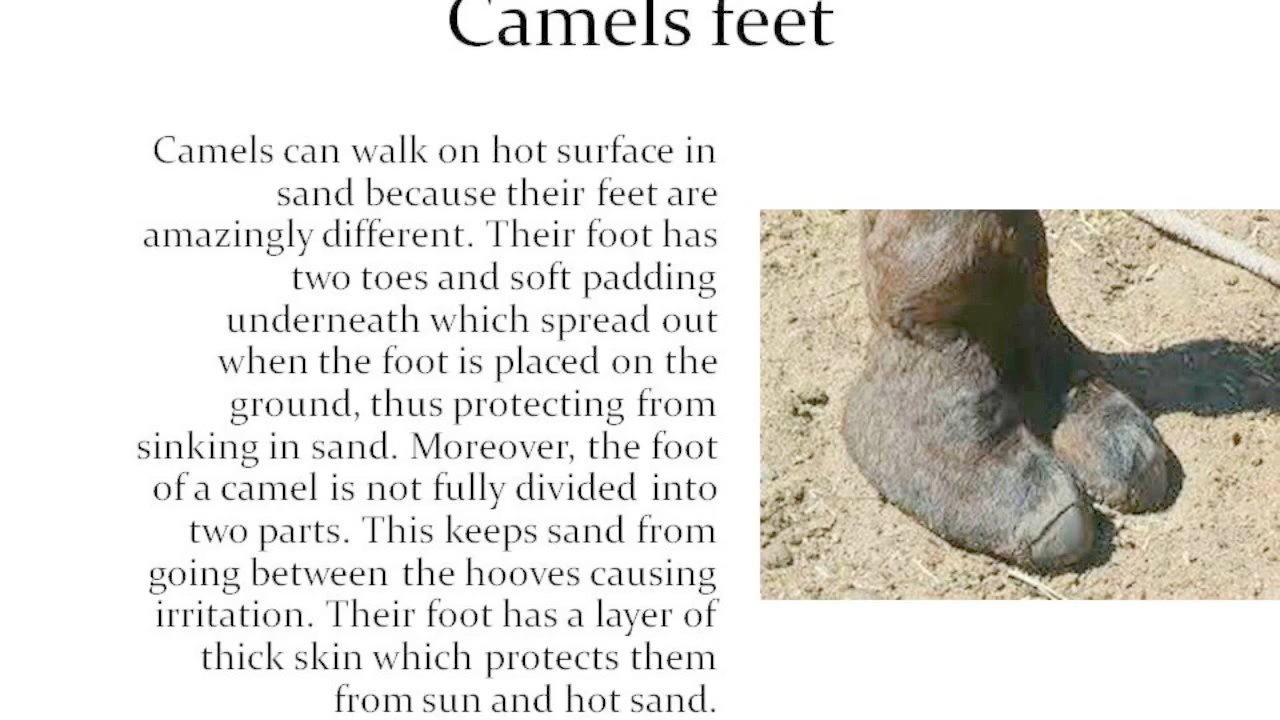 Camels feet
Camels can walk on hot surface in
sand because their feet are
amazingly different. Their foot has
two toes and soft padding
underneath which spread out
when the foot is placed on the
ground, thus protecting from
sinking in sand. Moreover, the foot
of a camel is not fully divided into
two parts. This keeps sand from
going between the hooves causing
irritation. Their foot has a layer of
thick skin which protects them
from sun and hot sand.